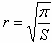 r = √(π/S)